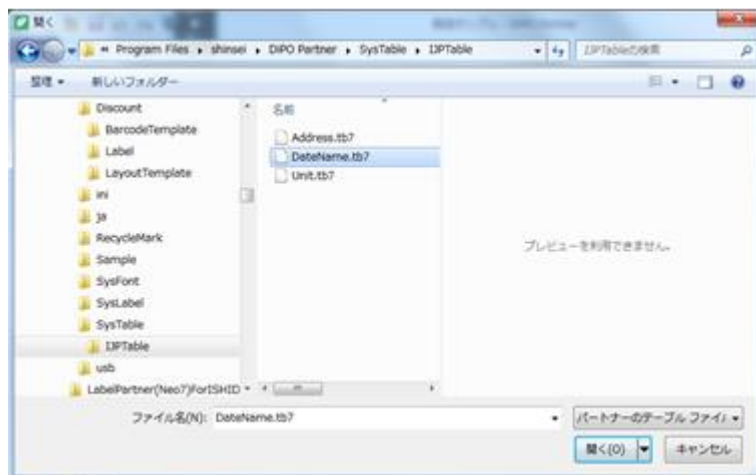 開く
« Program Files ▸ shinsei ▸ DiPO Partner ▸ SysTable ▸ IJPTable
IJPTableの検索
整理 ▼ 新しいフォルダー
Discount
BarcodeTemplate
Label
LayoutTemplate
ini
ja
RecycleMark
Sample
SysFont
SysLabel
SysTable
IJPTable
usb
LabelPartner(Neo7)ForISHID
名前
Address.tb7
DateName.tb7
Unit.tb7
プレビューを利用できません。
ファイル名(N): DateName.tb7
パートナーのテーブル ファイル
開く(O) キャンセル